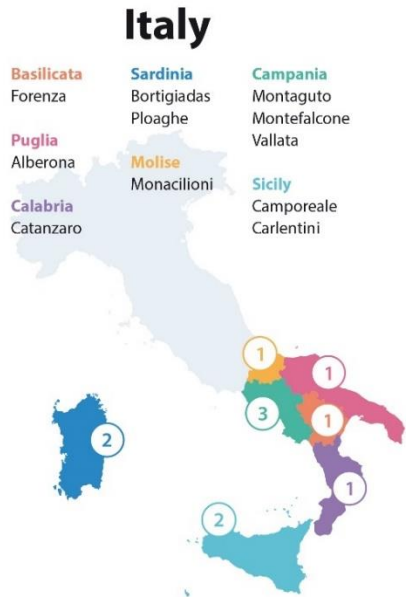 Italy
Basilicata
Forenza
Puglia
Alberona
Calabria
Catanzaro
Sardinia
Bortigiadas
Ploaghe
Molise
Monacilioni
Campania
Montaguto
Montefalcone
Vallata
Sicily
Camporeale
Carlentini
1
1
3
1
2
1
2